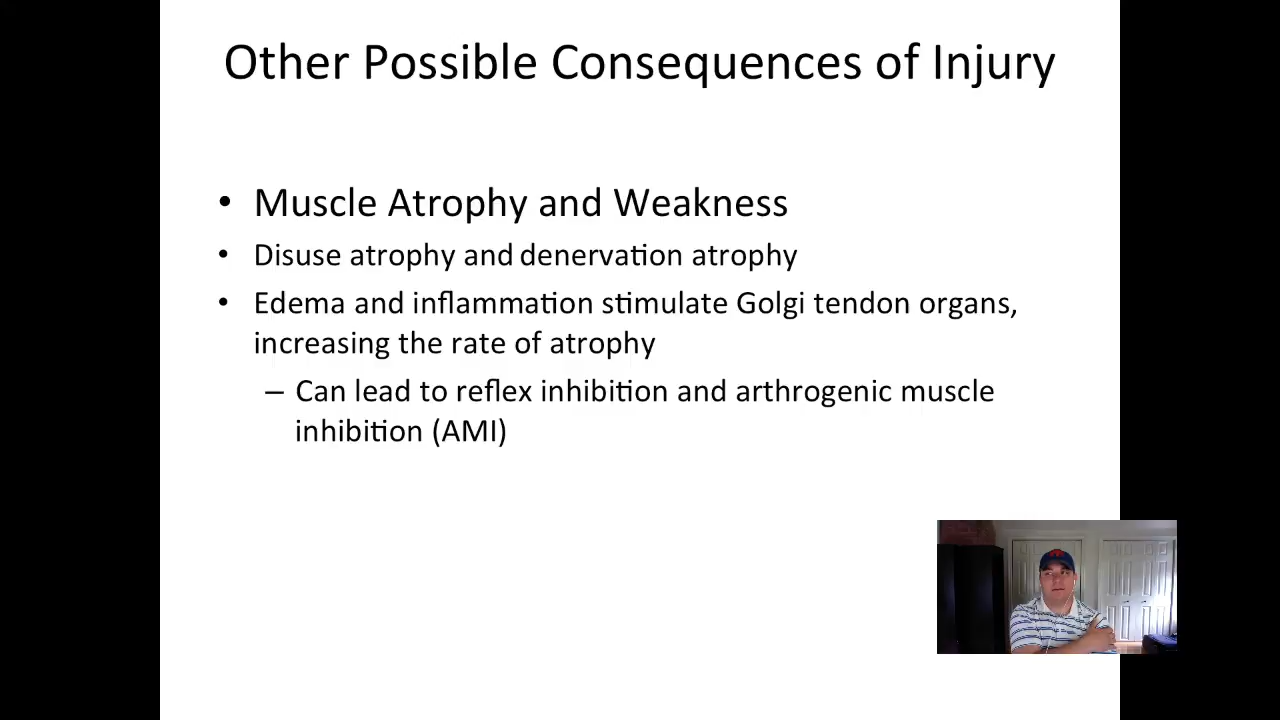 Other Possible Consequences of Injury
• Muscle Atrophy and Weakness
• Disuse atrophy and denervation atrophy
• Edema and inflammation stimulate Golgi tendon organs,
increasing the rate of atrophy
– Can lead to reflex inhibition and arthrogenic muscle
inhibition (AMI)